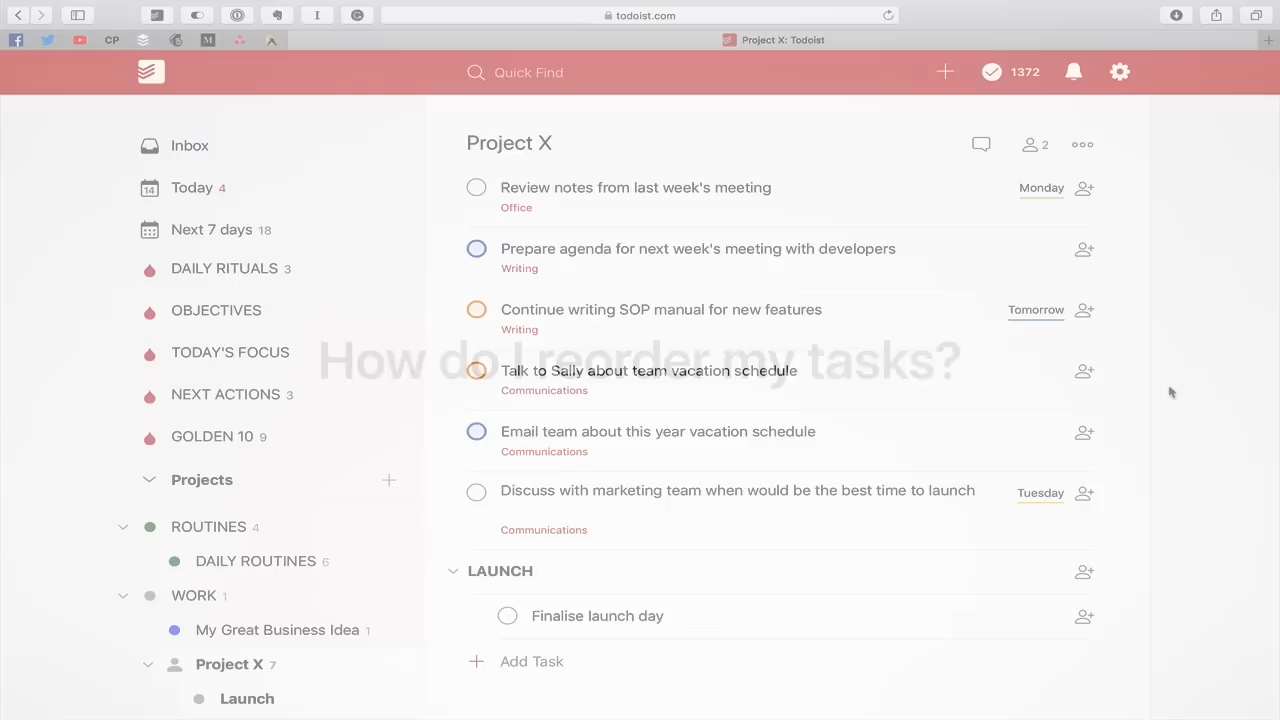 todoist.com
CP
M
Project X: Todoist
Quick Find
1372
Inbox
14
Today 4
Next 7 days 18
DAILY RITUALS 3
OBJECTIVES
TODAY'S FOCUS
NEXT ACTIONS 3
GOLDEN 10 9
Projects
ROUTINES 4
DAILY ROUTINES 6
WORK 1
My Great Business Idea 1
Project X 7
Launch
Project X
2
Review notes from last week's meeting
Monday
Office
Prepare agenda for next week's meeting with developers
Writing
Continue writing SOP manual for new features
Tomorrow
Writing
How do I reorder my tasks?
Talk to Sally about team vacation schedule
Communications
Email team about this year vacation schedule
Communications
Discuss with marketing team when would be the best time to launch
Tuesday
Communications
LAUNCH
Finalise launch day
Add Task